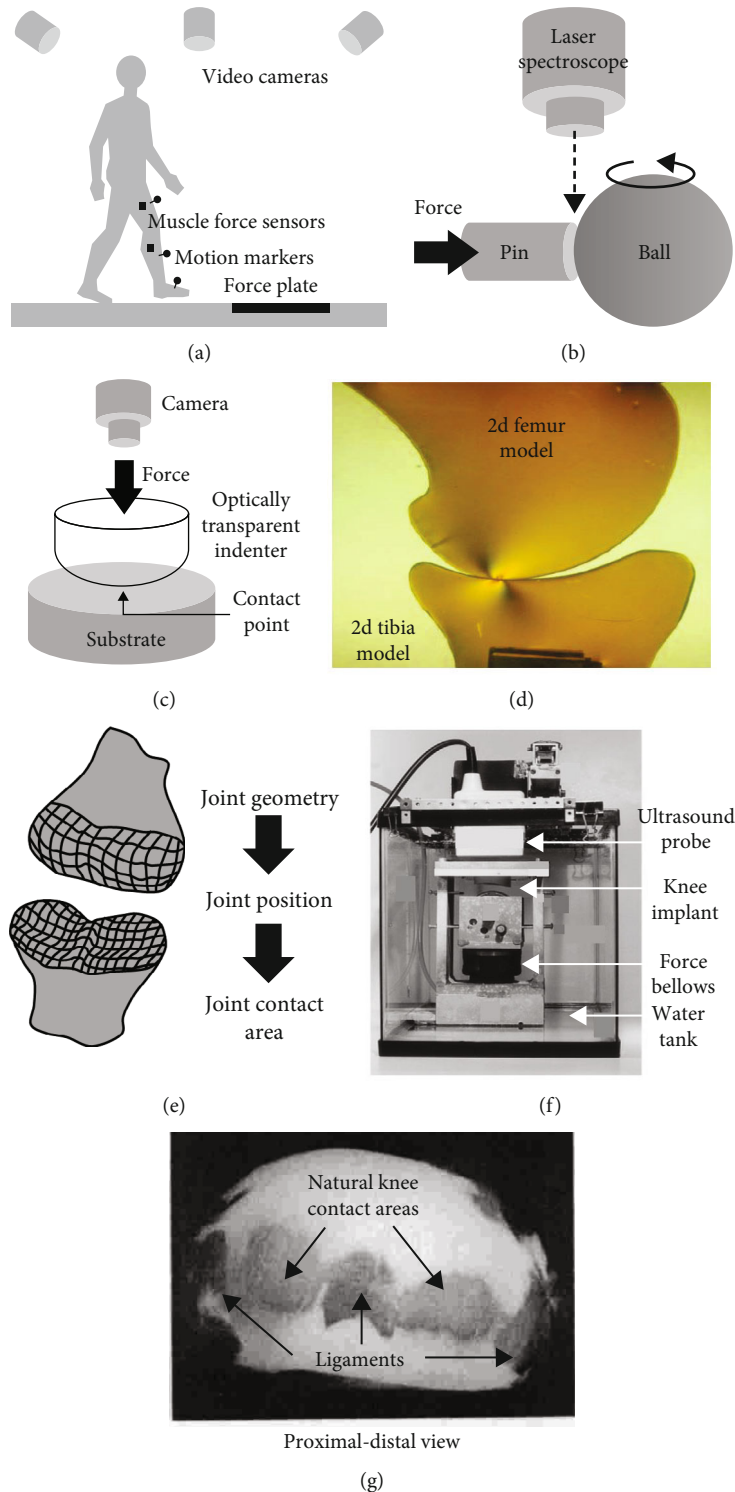 Video cameras
Muscle force sensors
Motion markers
Force plate
(a)
Laser
spectroscope
Force
Pin
Ball
(b)
Camera
Force
Optically
transparent
indenter
Contact
point
Substrate
(c)
2d femur
model
2d tibia
model
(d)
Joint geometry
Joint position
Joint contact
area
(e)
Ultrasound
probe
Knee
implant
Force
bellows
Water
tank
(f)
Natural knee
contact areas
Ligaments
Proximal-distal view
(g)